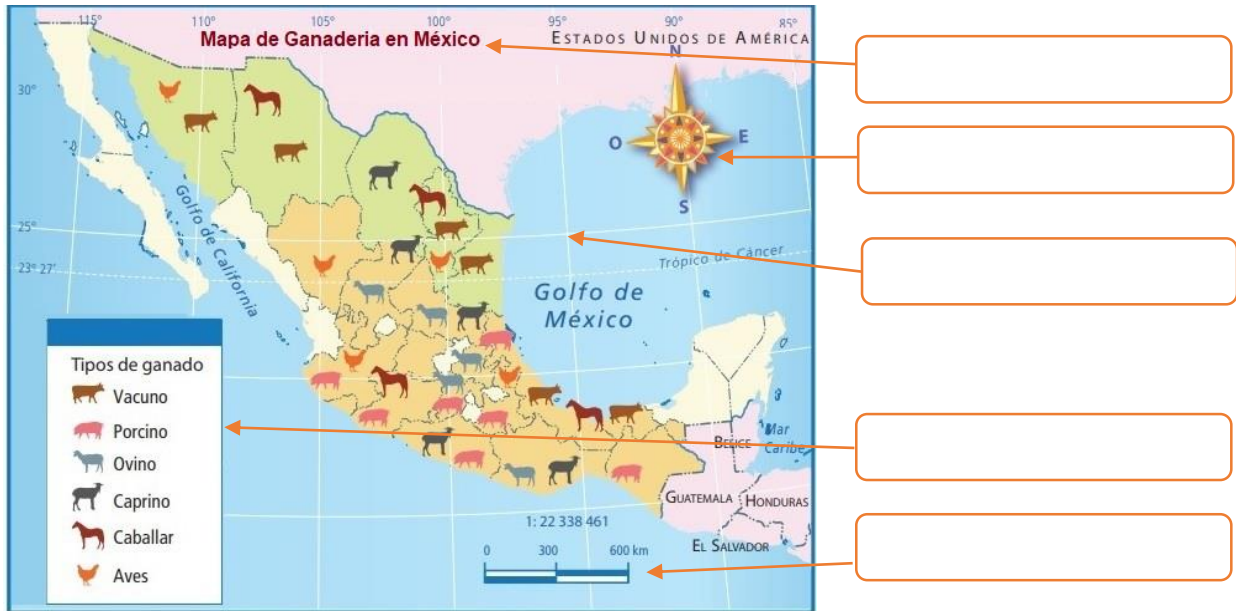 115° 110° 105° 100° 95° 90° 85°
Mapa de Ganaderia en México
ESTADOS UNIDOS DE AMÉRICA
N
30°
O E
S
Golfo de California
25°
Trópico de Cáncer
23° 27'
Golfo de
México
Tipos de ganado
Vacuno
Porcino
Ovino
Caprino
Caballar
Aves
Mar
Caribe
BELICE
GUATEMALA
HONDURAS
EL SALVADOR
1: 22 338 461
0 300 600 km